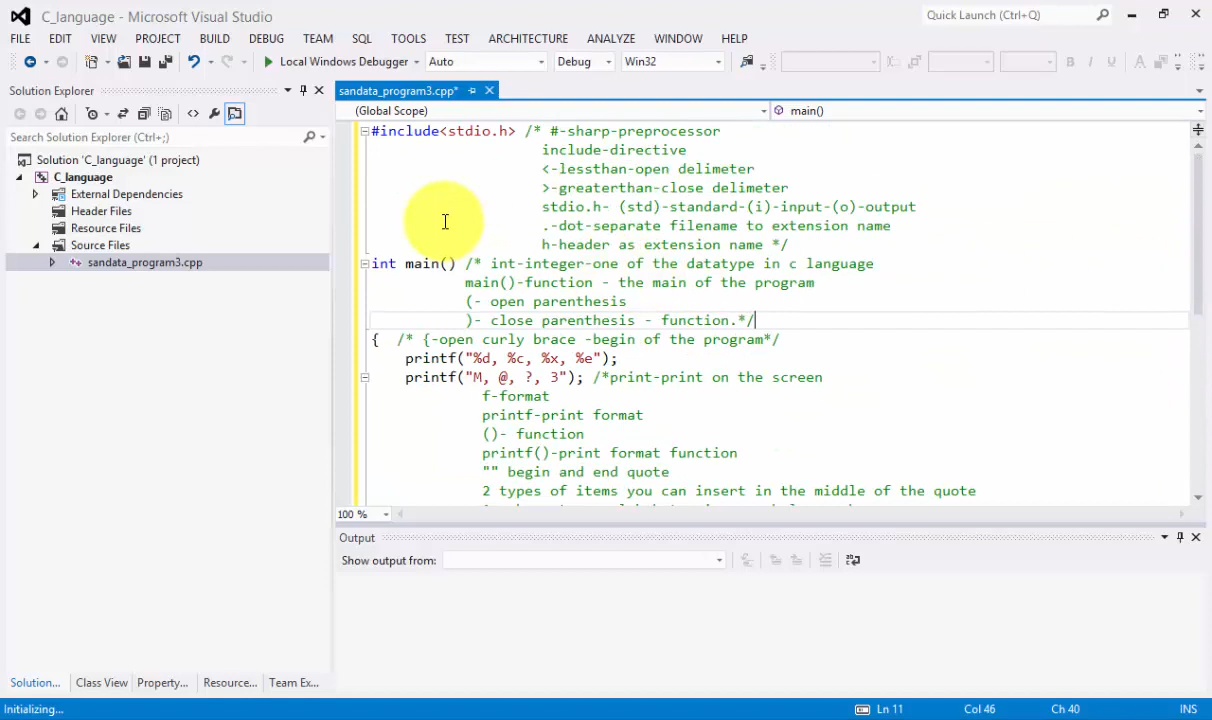 C_language - Microsoft Visual Studio
Quick Launch (Ctrl+Q)
FILE EDIT VIEW PROJECT BUILD DEBUG TEAM SQL TOOLS TEST ARCHITECTURE ANALYZE WINDOW HELP
Local Windows Debugger Auto Debug Win32
Solution Explorer
sandata_program3.cpp*
(Global Scope) main()
Search Solution Explorer (Ctrl+;)
Solution 'C_language' (1 project)
C_language
External Dependencies
Header Files
Resource Files
Source Files
sandata_program3.cpp
#include<stdio.h> /* #-sharp-preprocessor
include-directive
<-lessthan-open delimeter
>-greaterthan-close delimeter
stdio.h- (std)-standard-(i)-input-(o)-output
.-dot-separate filename to extension name
h-header as extension name */
int main() /* int-integer-one of the datatype in c language
main()-function - the main of the program
(- open parenthesis
)- close parenthesis - function.*/
{ /* {-open curly brace -begin of the program*/
printf("%d, %c, %x, %e");
printf("M, @, ?, 3"); /*print-print on the screen
f-format
printf-print format
()- function
printf()-print format function
"" begin and end quote
2 types of items you can insert in the middle of the quote
100 %
Output
Show output from:
Solution... Class View Property... Resource... Team Ex...
Initializing... Ln 11 Col 46 Ch 40 INS